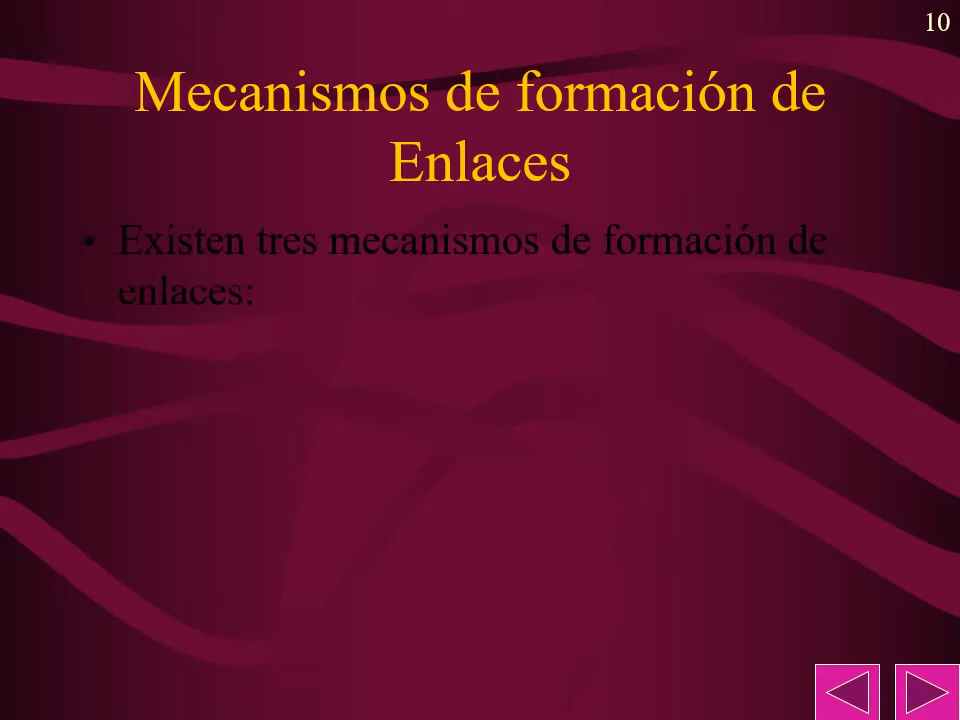 10
Mecanismos de formación de
Enlaces
• Existen tres mecanismos de formación de
enlaces: